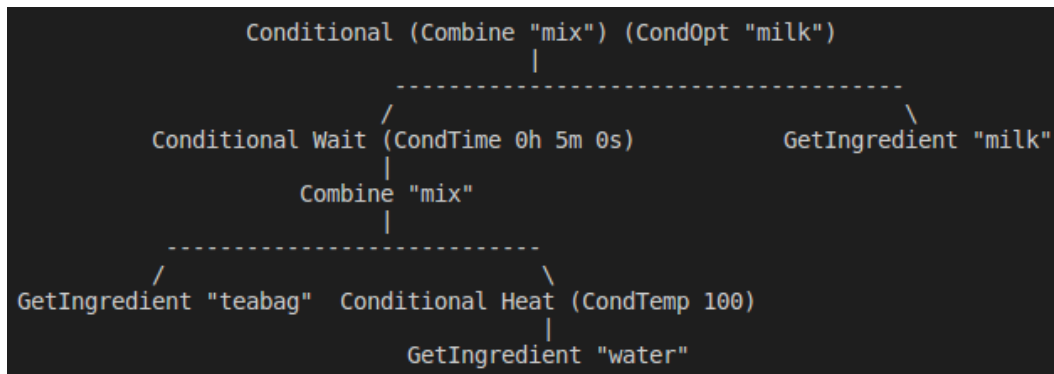 Conditional (Combine "mix") (CondOpt "milk")
|
--------------------------------------
/ \
Conditional Wait (CondTime 0h 5m 0s) GetIngredient "milk"
|
Combine "mix"
|
----------------------------
/ \
GetIngredient "teabag" Conditional Heat (CondTemp 100)
|
GetIngredient "water"